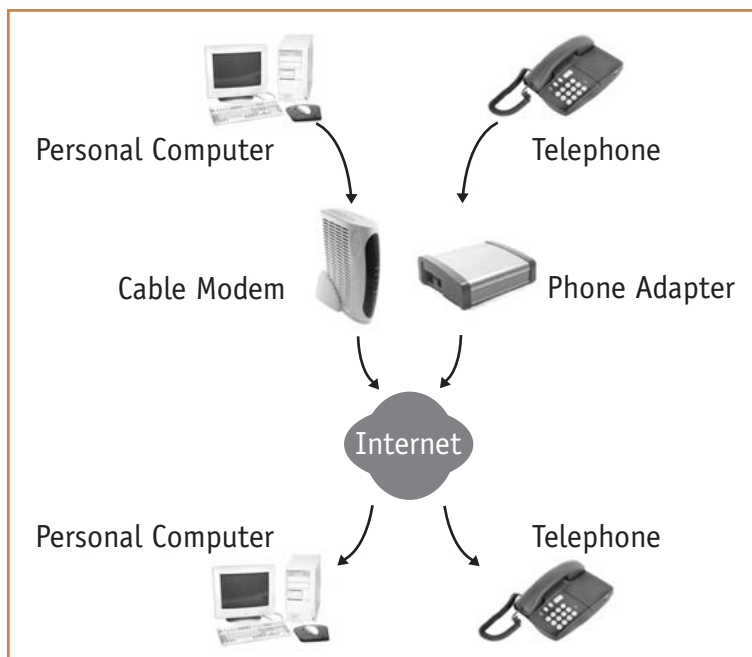 Personal Computer
Telephone
Cable Modem
Phone Adapter
Internet
Personal Computer
Telephone